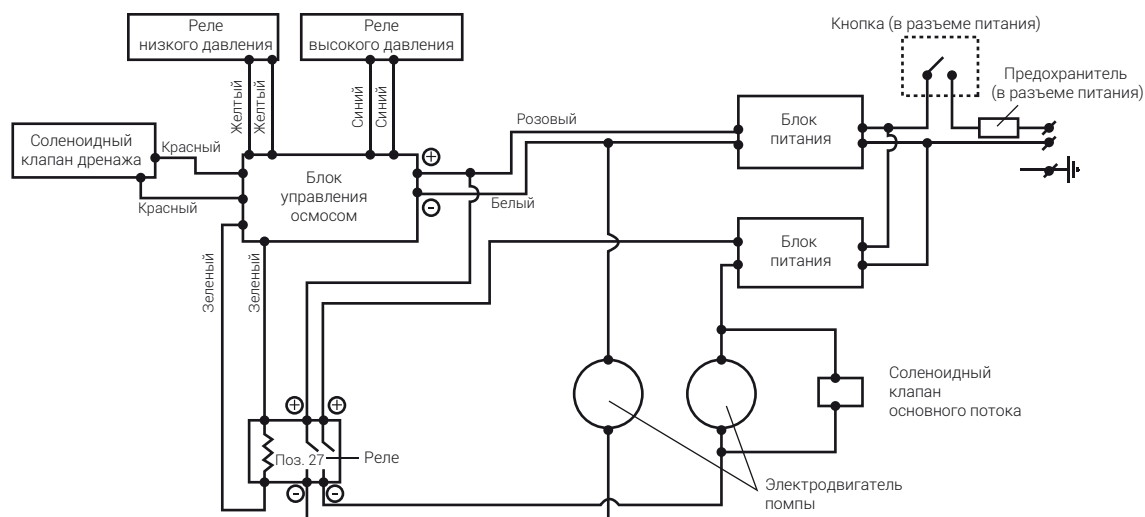 Реле
низкого давления
Реле
высокого давления
Кнопка (в разъеме питания)
Предохранитель
(в разъеме питания)
Желтый
Желтый
Синий
Синий
Соленоидный
клапан дренажа
Красный
Красный
Блок
управления
осмосом
+
-
Розовый
Белый
Блок
питания
Блок
питания
Зеленый
Зеленый
Соленоидный
клапан
основного потока
+
+
Поз. 27
Реле
-
-
Электродвигатель
помпы